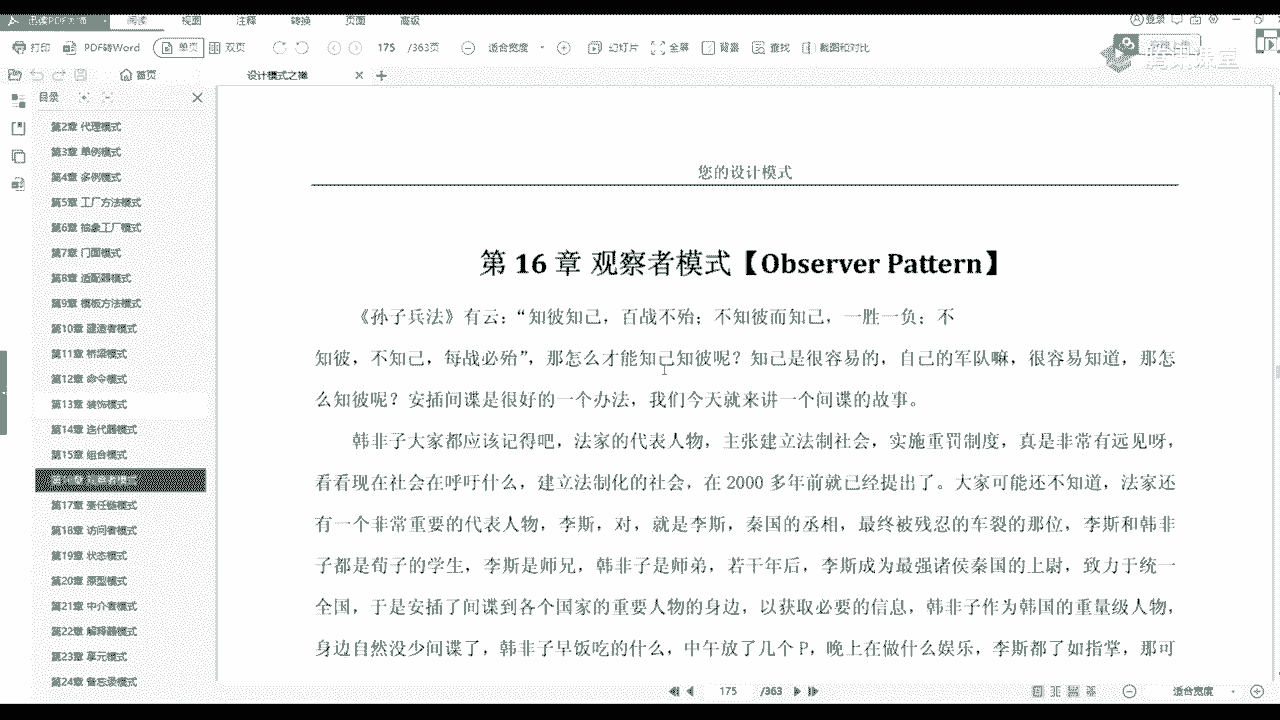 迅读PDF大师 阅读 视图 注释 转换 页面 高级 登录
打印 PDF转Word 单页 双页 175 /363页 适合宽度 幻灯片 全屏 背景 查找 截图和对比
腾讯课堂
首页 设计模式之禅
目录
第2章 代理模式
第3章 单例模式
第4章 多例模式
第5章 工厂方法模式
第6章 抽象工厂模式
第7章 门面模式
第8章 适配器模式
第9章 模板方法模式
第10章 建造者模式
第11章 桥梁模式
第12章 命令模式
第13章 装饰模式
第14章 迭代器模式
第15章 组合模式
第16章 观察者模式
第17章 责任链模式
第18章 访问者模式
第19章 状态模式
第20章 原型模式
第21章 中介者模式
第22章 解释器模式
第23章 享元模式
第24章 备忘录模式
您的设计模式
第 16 章 观察者模式【Observer Pattern】
《孙子兵法》有云：“知彼知己，百战不殆；不知彼而知己，一胜一负；不
知彼，不知己，每战必殆”，那怎么才能知己知彼呢？知己是很容易的，自己的军队嘛，很容易知道，那怎
么知彼呢？安插间谍是很好的一个办法，我们今天就来讲一个间谍的故事。
韩非子大家都应该记得吧，法家的代表人物，主张建立法制社会，实施重罚制度，真是非常有远见呀，
看看现在社会在呼吁什么，建立法制化的社会，在 2000 多年前就已经提出了。大家可能还不知道，法家还
有一个非常重要的代表人物，李斯，对，就是李斯，秦国的丞相，最终被残忍的车裂的那位，李斯和韩非
子都是荀子的学生，李斯是师兄，韩非子是师弟，若干年后，李斯成为最强诸侯秦国的上尉，致力于统一
全国，于是安插了间谍到各个国家的重要人物的身边，以获取必要的信息，韩非子作为韩国的重量级人物，
身边自然没少间谍了，韩非子早饭吃的什么，中午放了几个 P，晚上在做什么娱乐，李斯都了如指掌，那可
175 /363 适合宽度